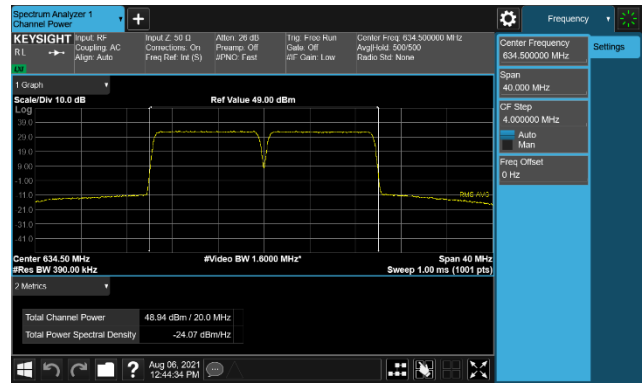 Spectrum Analyzer 1
Channel Power
Frequency
KEYSIGHT
RL
Input: RF
Coupling: AC
Align: Auto
Input Z: 50 Ω
Corrections: On
Freq Ref: Int (S)
Atten: 26 dB
Preamp: Off
#PNO: Fast
Trig: Free Run
Gate: Off
#IF Gain: Low
Center Freq: 634.500000 MHz
Avg|Hold: 500/500
Radio Std: None
Center Frequency
634.500000 MHz
Settings
Span
40.000 MHz
CF Step
4.000000 MHz
Auto
Man
Freq Offset
0 Hz
1 Graph
Scale/Div 10.0 dB
Ref Value 49.00 dBm
Log
39.0
29.0
19.0
9.00
-1.00
-11.0
-21.0
-31.0
-41.0
RMS AVG
Center 634.50 MHz
#Video BW 1.6000 MHz*
Span 40 MHz
#Res BW 390.00 kHz
Sweep 1.00 ms (1001 pts)
2 Metrics
Total Channel Power 48.94 dBm / 20.0 MHz
Total Power Spectral Density -24.07 dBm/Hz
?
Aug 06, 2021
12:44:34 PM